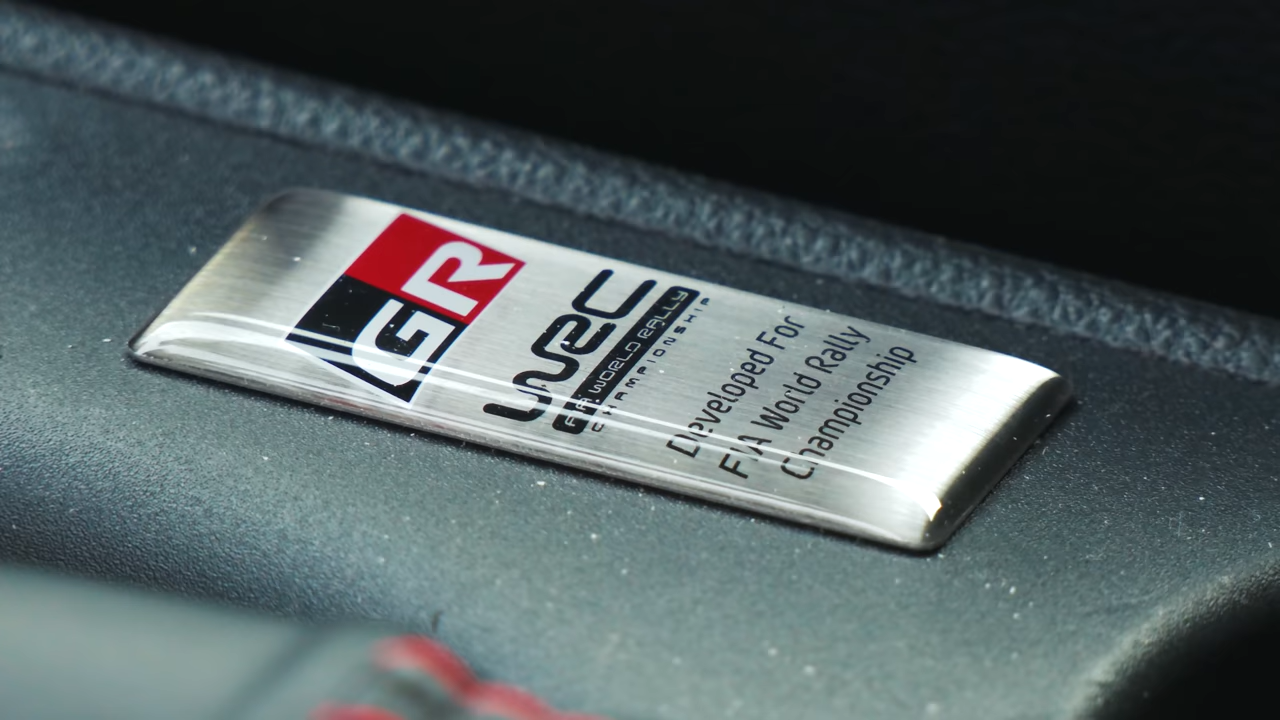 GR
WRC
FIA WORLD RALLY
CHAMPIONSHIP
Developed For
FIA World Rally
Championship